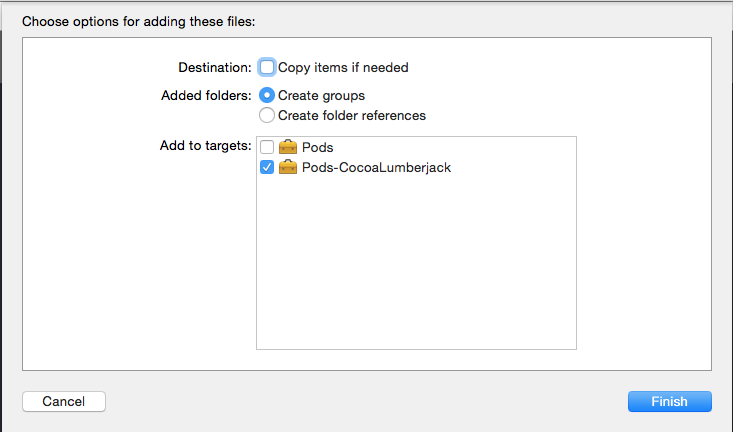 Choose options for adding these files:
Destination: Copy items if needed
Added folders: Create groups
Create folder references
Add to targets: Pods
Pods-CocoaLumberjack
Cancel Finish